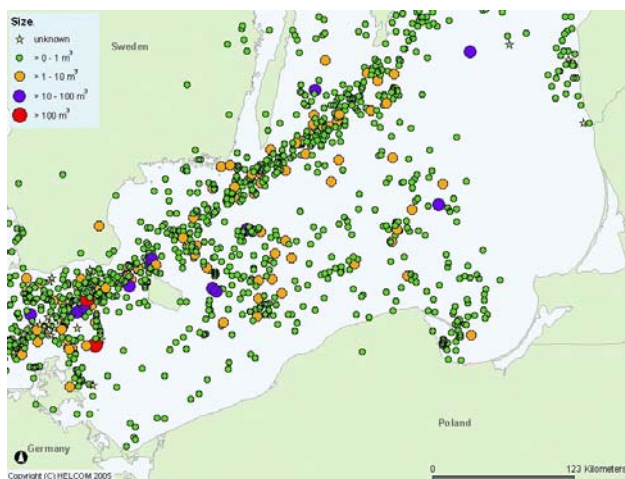 Size
unknown
> 0 - 1 m³
> 1 - 10 m³
> 10 - 100 m³
> 100 m³
Sweden
Poland
Germany
0 123 Kilometers
Copyright (C) HELCOM 2005